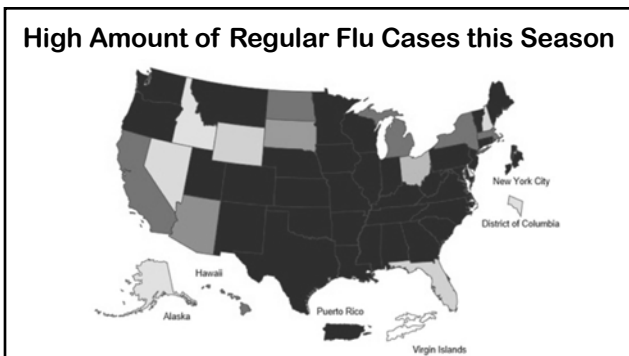 High Amount of Regular Flu Cases this Season
New York City
District of Columbia
Hawaii
Alaska
Puerto Rico
Virgin Islands